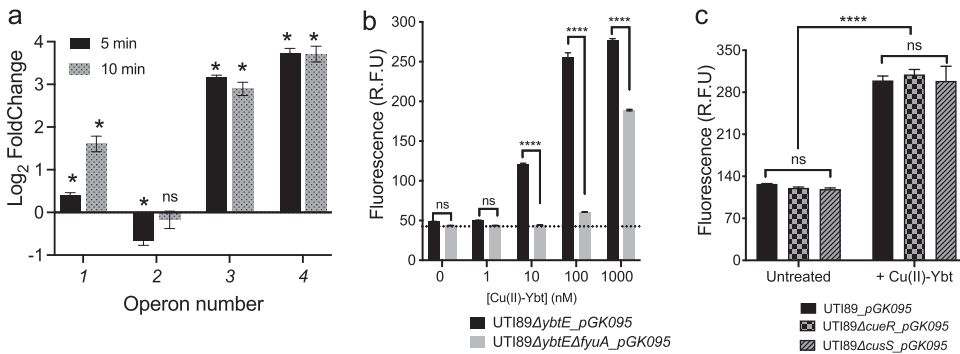 a
Log2 FoldChange
4
3
2
1
0
-1
5 min
10 min
*
*
*
ns
*
*
*
*
1
2
3
4
Operon number
b
Fluorescence (R.F.U)
300
250
200
150
100
50
0
ns
ns
****
****
****
0
1
10
100
1000
[Cu(II)-Ybt] (nM)
UTI89ΔybtE_pGK095
UTI89ΔybtEΔfyuA_pGK095
c
Fluorescence (R.F.U)
350
280
210
140
70
0
****
ns
ns
Untreated
+ Cu(II)-Ybt
UTI89_pGK095
UTI89ΔcueR_pGK095
UTI89ΔcusS_pGK095